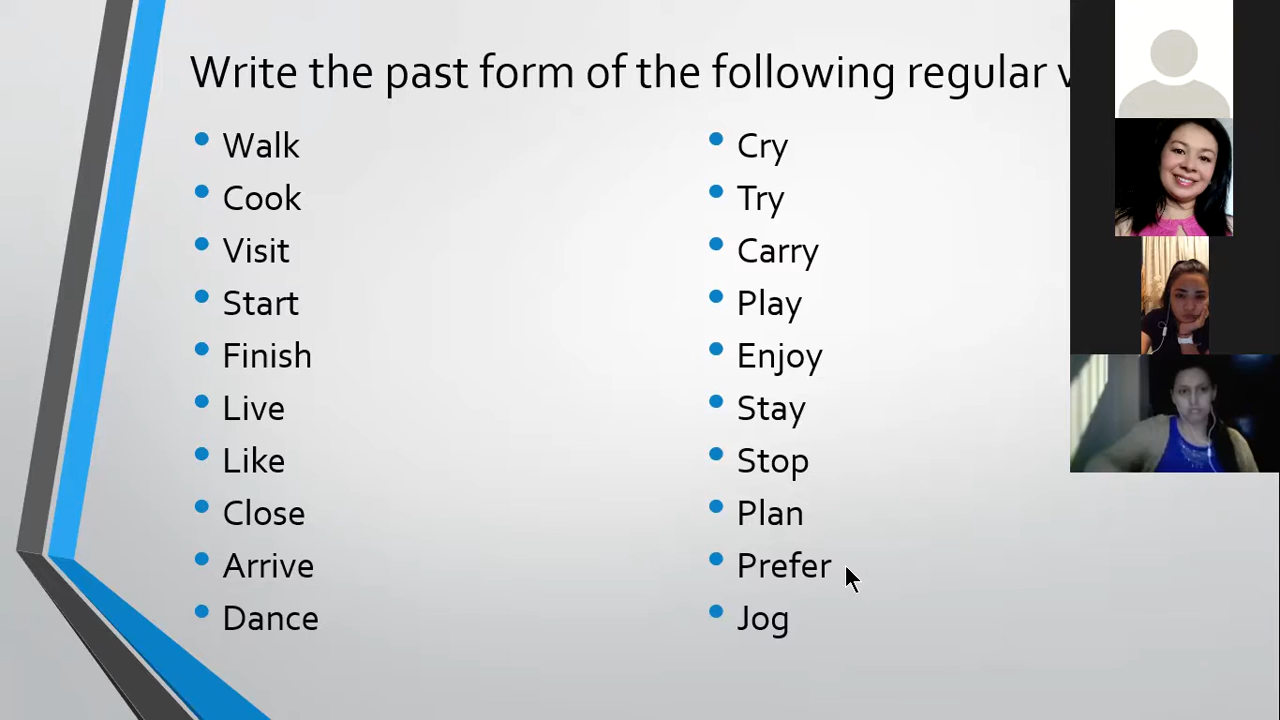 Write the past form of the following regular
Walk
Cook
Visit
Start
Finish
Live
Like
Close
Arrive
Dance
Cry
Try
Carry
Play
Enjoy
Stay
Stop
Plan
Prefer
Jog